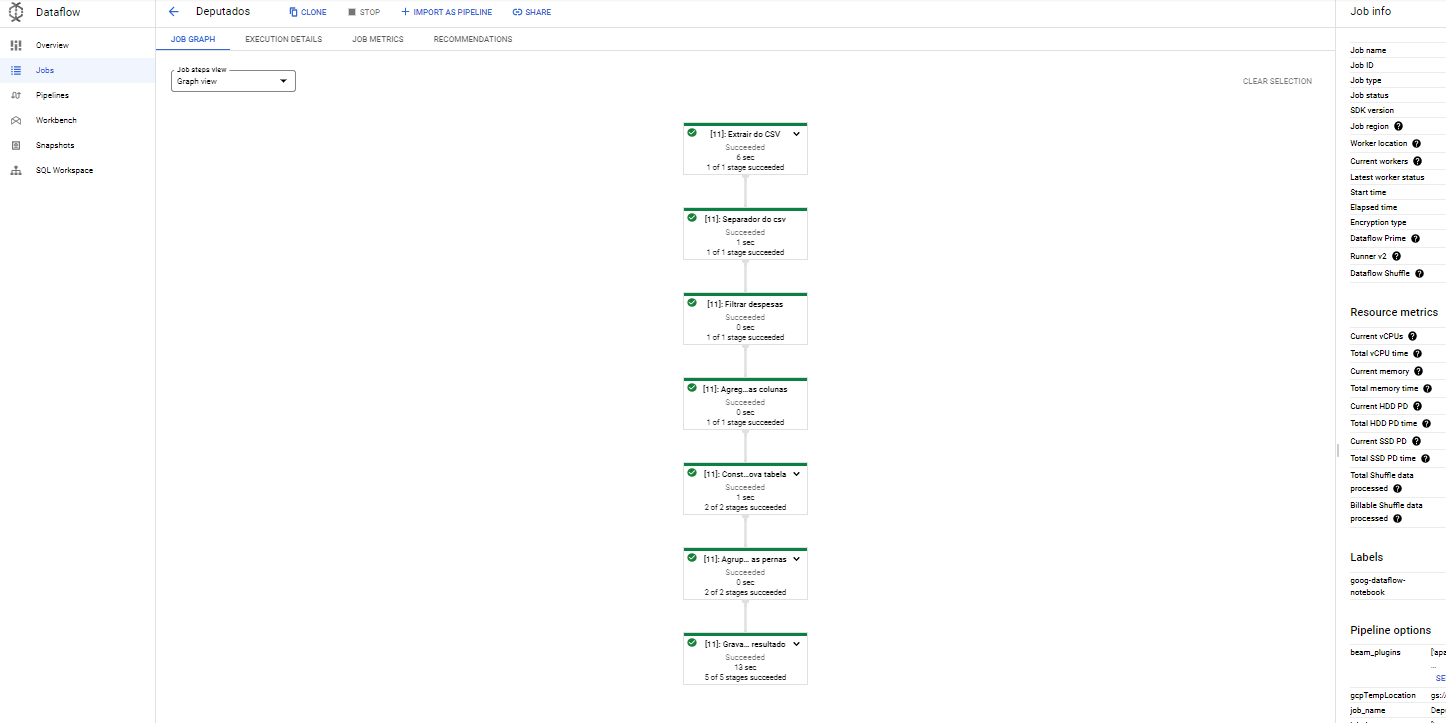 Dataflow
Overview
Jobs
Pipelines
Workbench
Snapshots
SQL Workspace
Deputados
CLONE
STOP
IMPORT AS PIPELINE
SHARE
JOB GRAPH
EXECUTION DETAILS
JOB METRICS
RECOMMENDATIONS
Job steps view
Graph view
CLEAR SELECTION
[11]: Extrair do CSV
Succeeded
6 sec
1 of 1 stage succeeded
[11]: Separador do csv
Succeeded
1 sec
1 of 1 stage succeeded
[11]: Filtrar despesas
Succeeded
0 sec
1 of 1 stage succeeded
[11]: Agreg...as colunas
Succeeded
0 sec
1 of 1 stage succeeded
[11]: Const...ova tabela
Succeeded
1 sec
2 of 2 stages succeeded
[11]: Agrup... as pernas
Succeeded
0 sec
2 of 2 stages succeeded
[11]: Grava... resultado
Succeeded
13 sec
5 of 5 stages succeeded
Job info
Job name
Job ID
Job type
Job status
SDK version
Job region
Worker location
Current workers
Latest worker status
Start time
Elapsed time
Encryption type
Dataflow Prime
Runner v2
Dataflow Shuffle
Resource metrics
Current vCPUs
Total vCPU time
Current memory
Total memory time
Current HDD PD
Total HDD PD time
Current SSD PD
Total SSD PD time
Total Shuffle data
processed
Billable Shuffle data
processed
Labels
goog-dataflow-
notebook
Pipeline options
beam_plugins ['apa
...
SE
gcpTempLocation gs://
job_name Dep